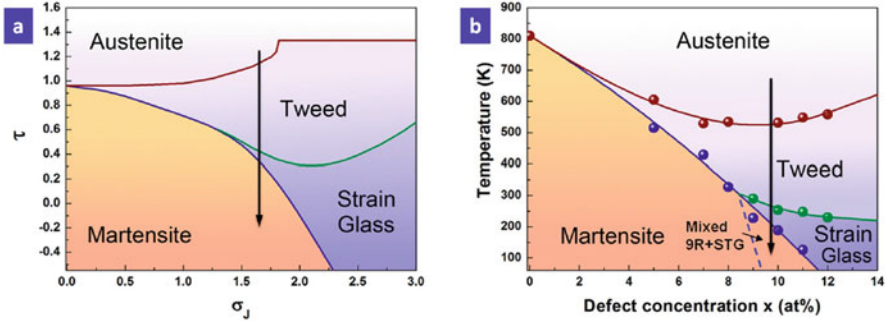 a
1.6
1.4
1.2
1.0
0.8
0.6
0.4
0.2
0.0
-0.2
-0.4
τ
Austenite
Tweed
Strain
Glass
Martensite
0.0 0.5 1.0 1.5 2.0 2.5 3.0
σJ
b
900
800
700
600
500
400
300
200
100
Temperature (K)
Austenite
Tweed
Martensite
Mixed
9R+STG
Strain
Glass
0 2 4 6 8 10 12 14
Defect concentration x (at%)